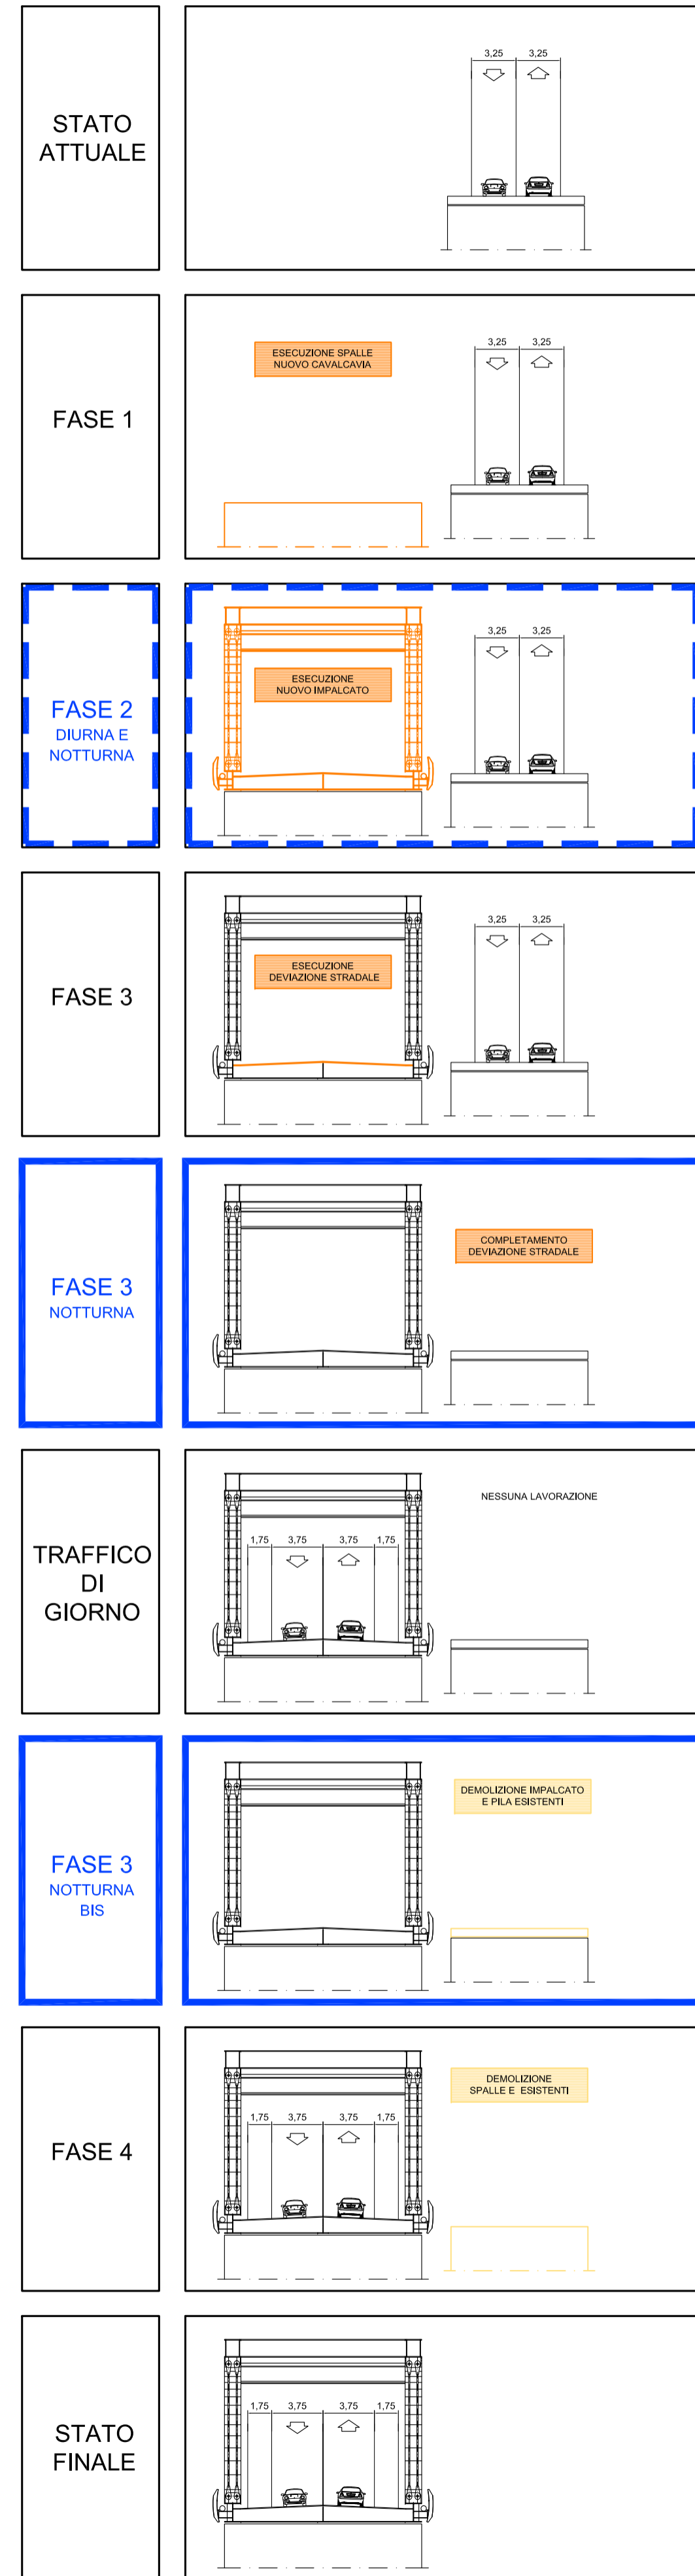 STATO
ATTUALE
3,25 3,25
FASE 1
ESECUZIONE SPALLE
NUOVO CAVALCAVIA
3,25 3,25
FASE 2
DIURNA E
NOTTURNA
ESECUZIONE
NUOVO IMPALCATO
3,25 3,25
FASE 3
ESECUZIONE
DEVIAZIONE STRADALE
3,25 3,25
FASE 3
NOTTURNA
COMPLETAMENTO
DEVIAZIONE STRADALE
TRAFFICO
DI
GIORNO
1,75 3,75 3,75 1,75
NESSUNA LAVORAZIONE
FASE 3
NOTTURNA
BIS
DEMOLIZIONE IMPALCATO
E PILA ESISTENTI
FASE 4
1,75 3,75 3,75 1,75
DEMOLIZIONE
SPALLE E ESISTENTI
STATO
FINALE
1,75 3,75 3,75 1,75